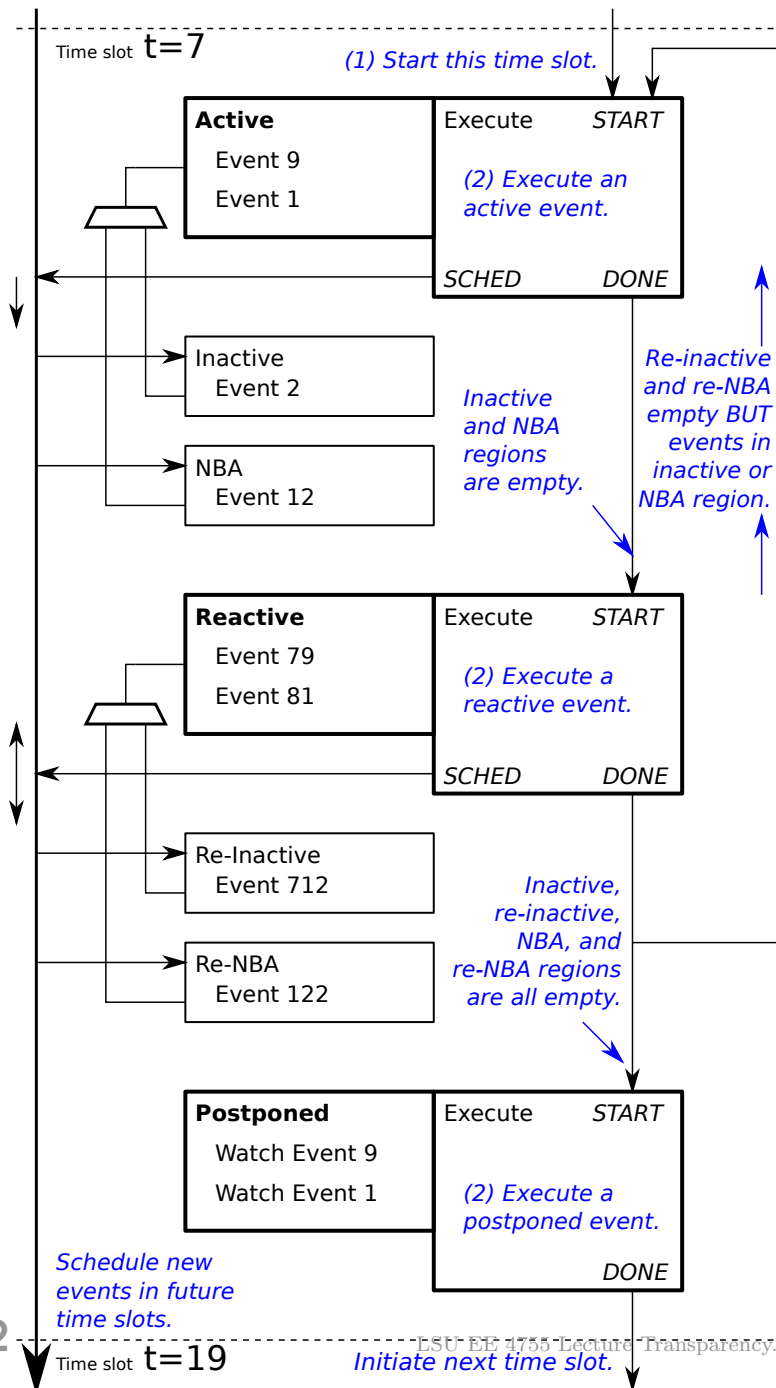 Time slot t=7
(1) Start this time slot.
Active
Event 9
Event 1
Execute START
(2) Execute an
active event.
SCHED DONE
Inactive
Event 2
NBA
Event 12
Inactive
and NBA
regions
are empty.
Re-inactive
and re-NBA
empty BUT
events in
inactive or
NBA region.
Reactive
Event 79
Event 81
Execute START
(2) Execute a
reactive event.
SCHED DONE
Re-Inactive
Event 712
Re-NBA
Event 122
Inactive,
re-inactive,
NBA, and
re-NBA regions
are all empty.
Postponed
Watch Event 9
Watch Event 1
Execute START
(2) Execute a
postponed event.
DONE
Schedule new
events in future
time slots.
LSU EE 4755 Lecture Transparency.
Time slot t=19
Initiate next time slot.